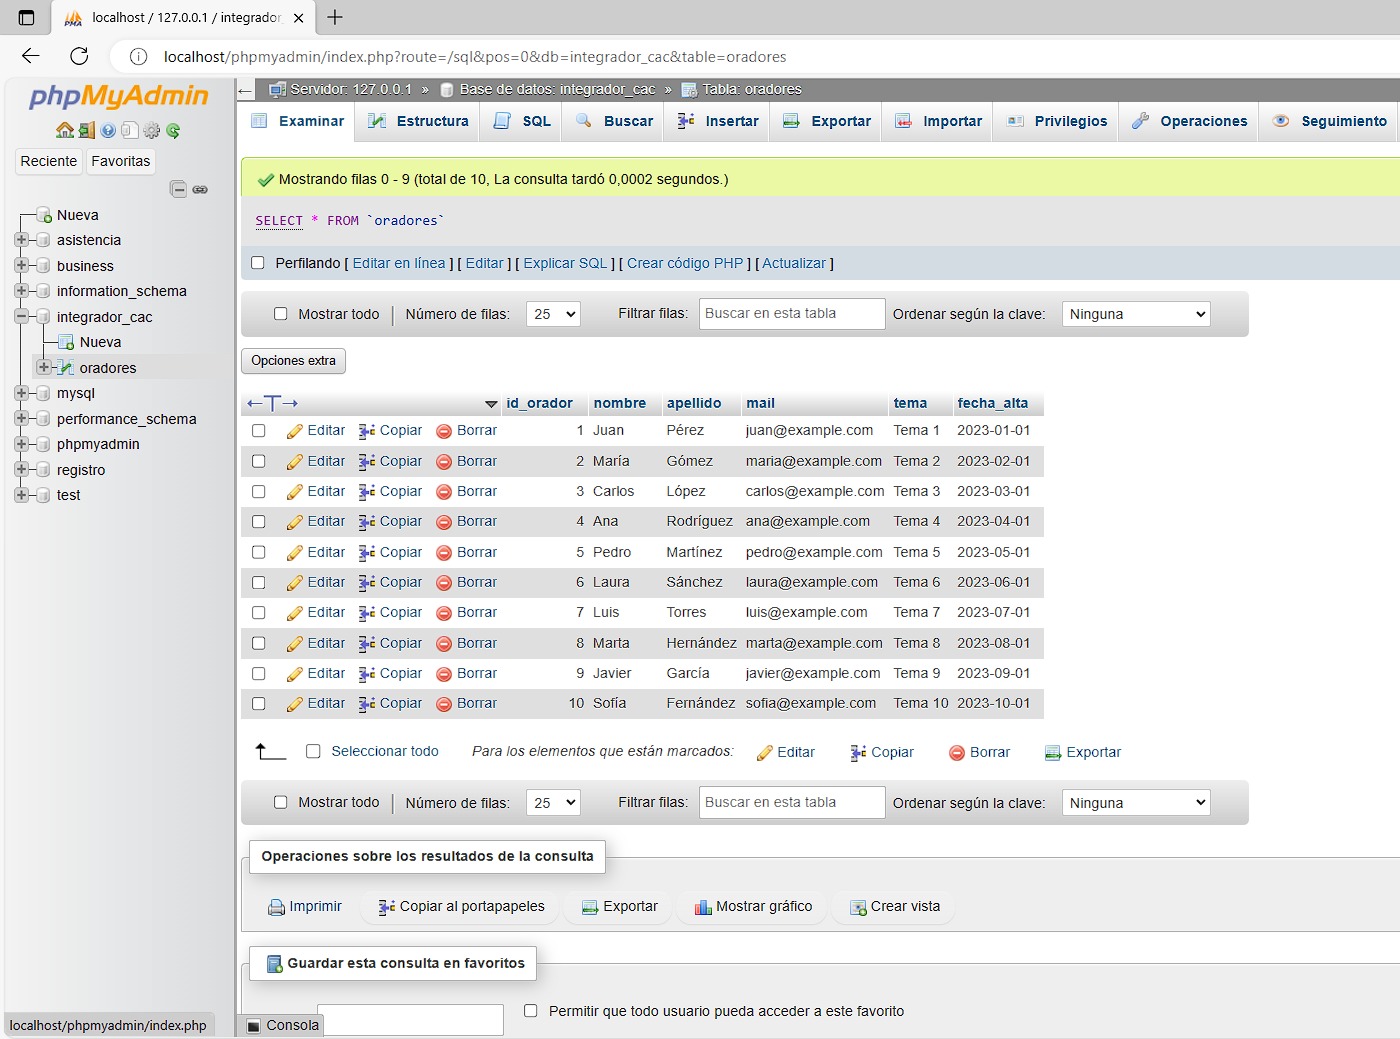 localhost / 127.0.0.1 / integrador_
localhost/phpmyadmin/index.php?route=/sql&pos=0&db=integrador_cac&table=oradores
phpMyAdmin
PMA
Reciente Favoritas
Nueva
asistencia
business
information_schema
integrador_cac
Nueva
oradores
mysql
performance_schema
phpmyadmin
registro
test
localhost/phpmyadmin/index.php
Servidor: 127.0.0.1 » Base de datos: integrador_cac » Tabla: oradores
Examinar Estructura SQL Buscar Insertar Exportar Importar Privilegios Operaciones Seguimiento
Mostrando filas 0 - 9 (total de 10, La consulta tardó 0,0002 segundos.)
SELECT * FROM `oradores`
Perfilando [ Editar en línea ] [ Editar ] [ Explicar SQL ] [ Crear código PHP ] [ Actualizar ]
Mostrar todo | Número de filas: 25 Filtrar filas: Buscar en esta tabla Ordenar según la clave: Ninguna
Opciones extra
id_orador nombre apellido mail tema fecha_alta
Editar Copiar Borrar 1 Juan Pérez juan@example.com Tema 1 2023-01-01
Editar Copiar Borrar 2 María Gómez maria@example.com Tema 2 2023-02-01
Editar Copiar Borrar 3 Carlos López carlos@example.com Tema 3 2023-03-01
Editar Copiar Borrar 4 Ana Rodríguez ana@example.com Tema 4 2023-04-01
Editar Copiar Borrar 5 Pedro Martínez pedro@example.com Tema 5 2023-05-01
Editar Copiar Borrar 6 Laura Sánchez laura@example.com Tema 6 2023-06-01
Editar Copiar Borrar 7 Luis Torres luis@example.com Tema 7 2023-07-01
Editar Copiar Borrar 8 Marta Hernández marta@example.com Tema 8 2023-08-01
Editar Copiar Borrar 9 Javier García javier@example.com Tema 9 2023-09-01
Editar Copiar Borrar 10 Sofía Fernández sofia@example.com Tema 10 2023-10-01
Seleccionar todo Para los elementos que están marcados: Editar Copiar Borrar Exportar
Mostrar todo | Número de filas: 25 Filtrar filas: Buscar en esta tabla Ordenar según la clave: Ninguna
Operaciones sobre los resultados de la consulta
Imprimir Copiar al portapapeles Exportar Mostrar gráfico Crear vista
Guardar esta consulta en favoritos
Permitir que todo usuario pueda acceder a este favorito
Consola